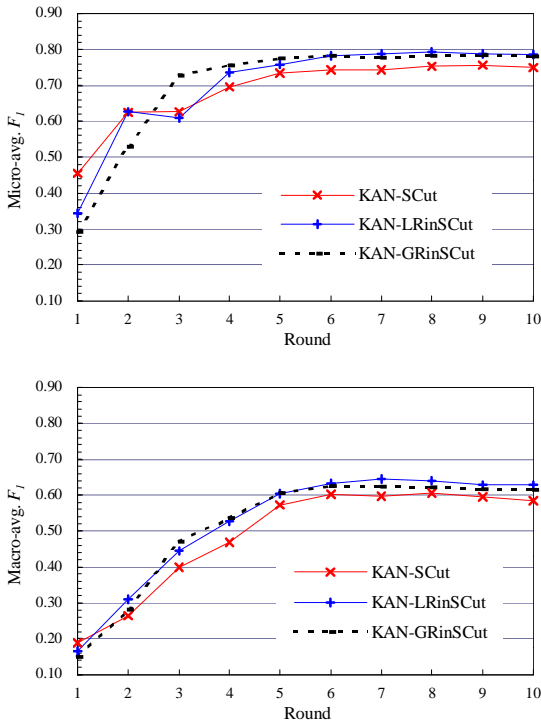 0.90
0.80
0.70
0.60
0.50
0.40
0.30
0.20
0.10
Micro-avg. F1
KAN-SCut
KAN-LRinSCut
KAN-GRinSCut
1 2 3 4 5 6 7 8 9 10
Round
0.90
0.80
0.70
0.60
0.50
0.40
0.30
0.20
0.10
Macro-avg. F1
KAN-SCut
KAN-LRinSCut
KAN-GRinSCut
1 2 3 4 5 6 7 8 9 10
Round